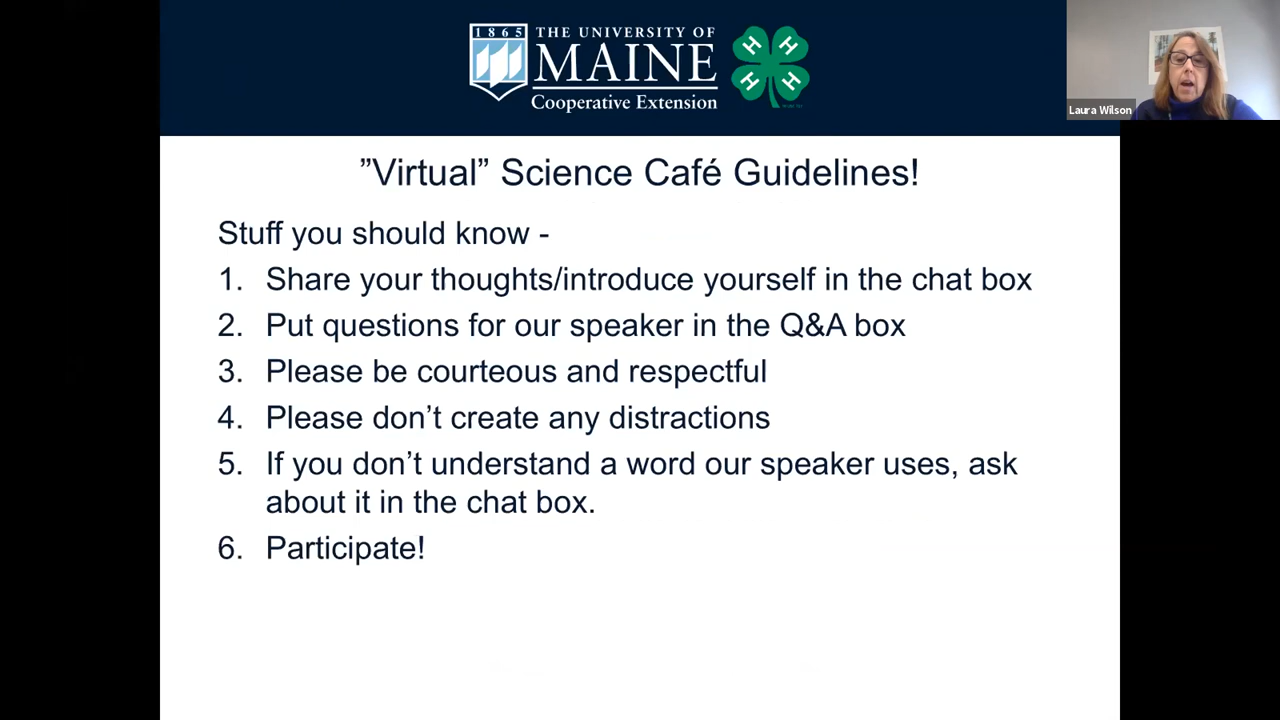 1865
THE UNIVERSITY OF
MAINE
Cooperative Extension
H H
H H
Laura Wilson
”Virtual” Science Café Guidelines!
Stuff you should know -
1. Share your thoughts/introduce yourself in the chat box
2. Put questions for our speaker in the Q&A box
3. Please be courteous and respectful
4. Please don’t create any distractions
5. If you don’t understand a word our speaker uses, ask
about it in the chat box.
6. Participate!